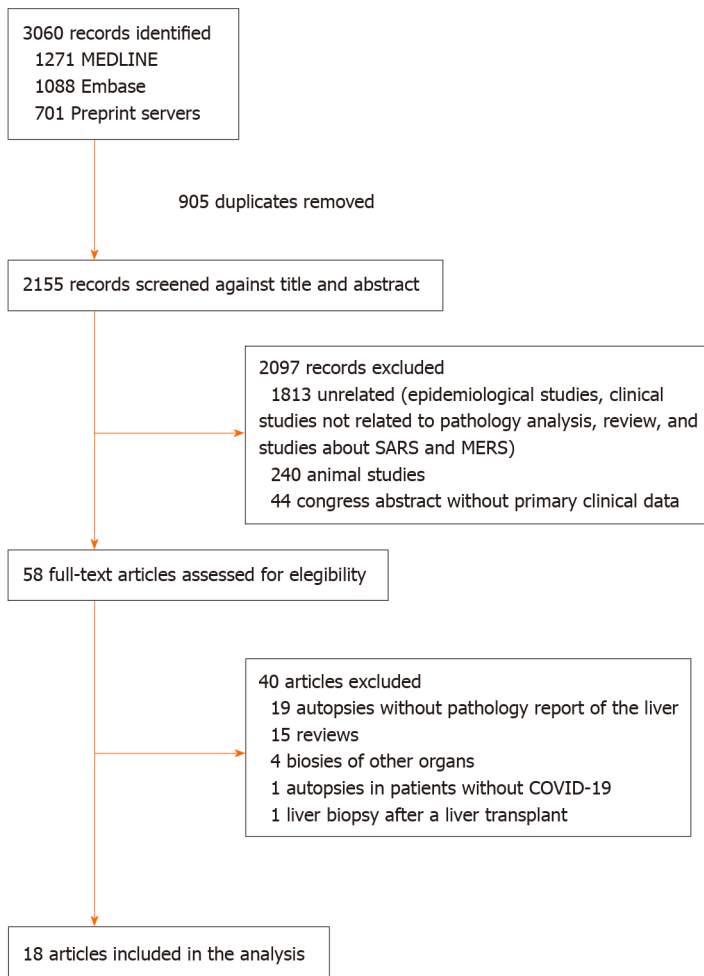 3060 records identified
1271 MEDLINE
1088 Embase
701 Preprint servers
905 duplicates removed
2155 records screened against title and abstract
2097 records excluded
1813 unrelated (epidemiological studies, clinical
studies not related to pathology analysis, review, and
studies about SARS and MERS)
240 animal studies
44 congress abstract without primary clinical data
58 full-text articles assessed for elegibility
40 articles excluded
19 autopsies without pathology report of the liver
15 reviews
4 biosies of other organs
1 autopsies in patients without COVID-19
1 liver biopsy after a liver transplant
18 articles included in the analysis